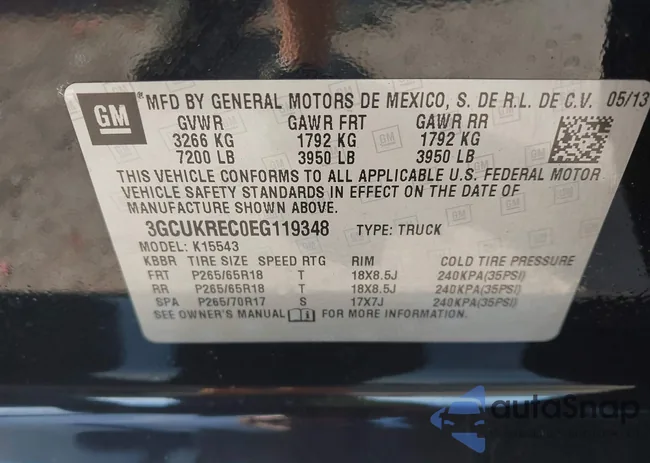 GM MFD BY GENERAL MOTORS DE MEXICO, S. DE R.L. DE C.V. 05/13
GVWR GAWR FRT GAWR RR
3266 KG 1792 KG 1792 KG
7200 LB 3950 LB 3950 LB
THIS VEHICLE CONFORMS TO ALL APPLICABLE U.S. FEDERAL MOTOR
VEHICLE SAFETY STANDARDS IN EFFECT ON THE DATE OF
MANUFACTURE SHOWN ABOVE.
3GCUKREC0EG119348 TYPE: TRUCK
MODEL: K15543
KBBR TIRE SIZE SPEED RTG RIM COLD TIRE PRESSURE
FRT P265/65R18 T 18X8.5J 240KPA(35PSI)
RR P265/65R18 T 18X8.5J 240KPA(35PSI)
SPA P265/70R17 S 17X7J 240KPA(35PSI)
SEE OWNER'S MANUAL FOR MORE INFORMATION.
autoSnap